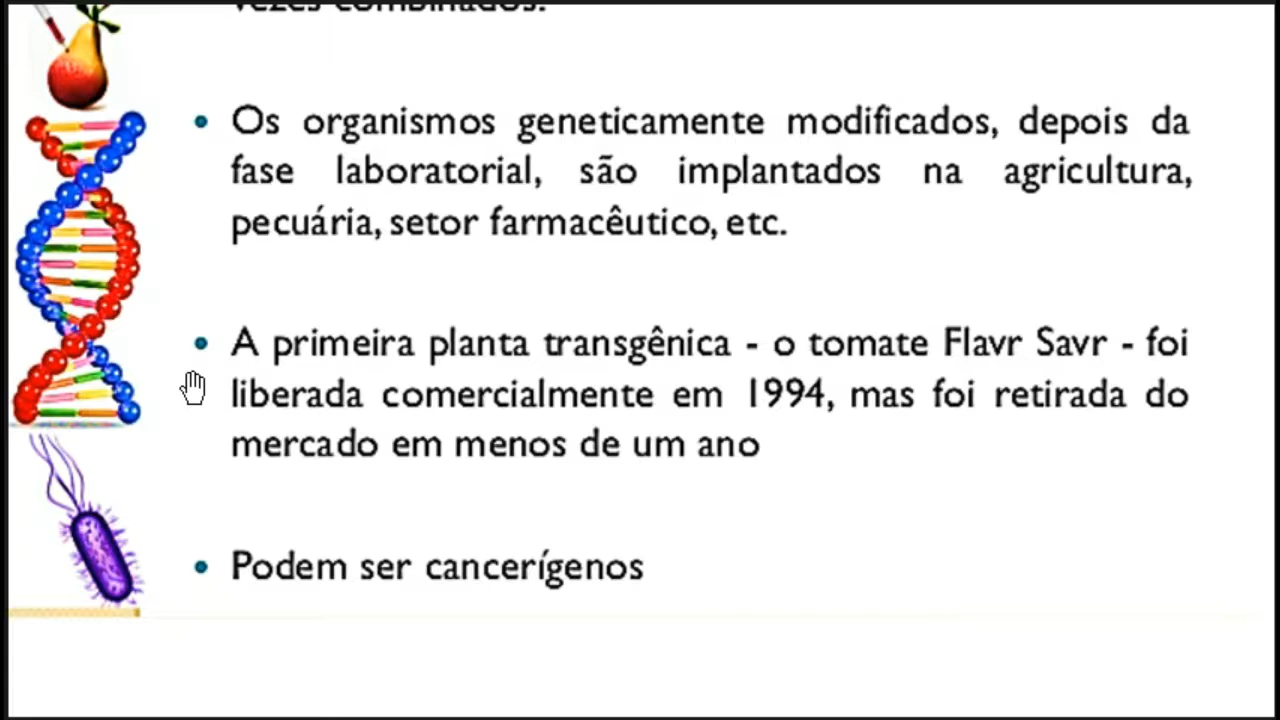 vezes combinados.
Os organismos geneticamente modificados, depois da
fase laboratorial, são implantados na agricultura,
pecuária, setor farmacêutico, etc.
A primeira planta transgênica - o tomate Flavr Savr - foi
liberada comercialmente em 1994, mas foi retirada do
mercado em menos de um ano
Podem ser cancerígenos